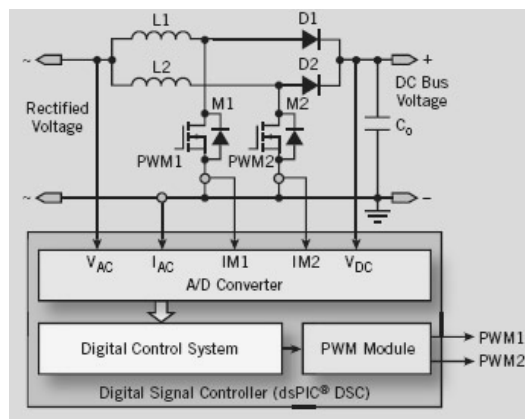 L1
D1
~
+
L2
D2
Rectified
Voltage
M1
M2
DC Bus
Voltage
Co
PWM1
PWM2
~
−
VAC
IAC
IM1
IM2
VDC
A/D Converter
Digital Control System
PWM Module
PWM1
PWM2
Digital Signal Controller (dsPIC® DSC)